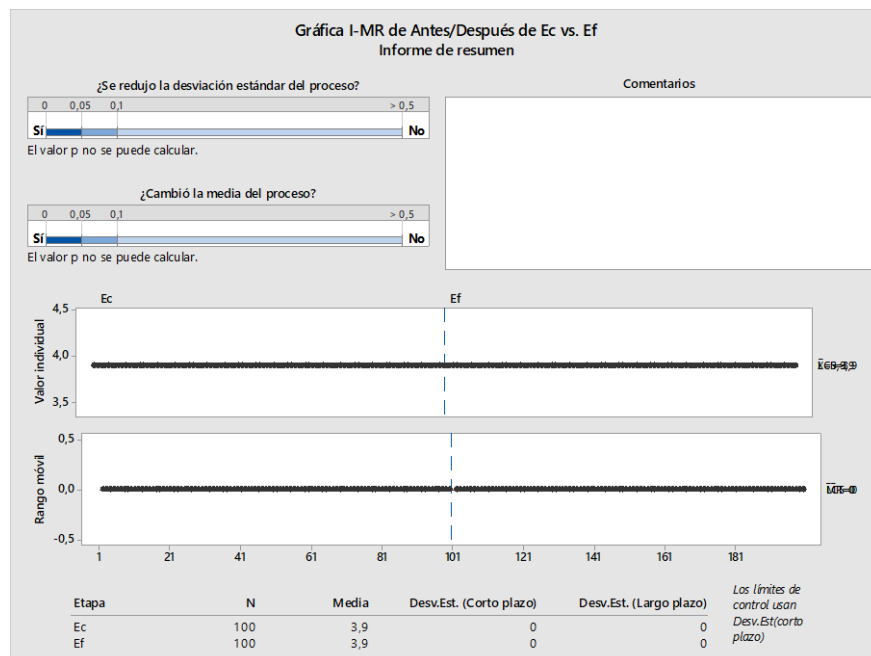 Gráfica I-MR de Antes/Después de Ec vs. Ef
Informe de resumen
¿Se redujo la desviación estándar del proceso?
0 0,05 0,1 > 0,5
Sí No
El valor p no se puede calcular.
¿Cambió la media del proceso?
0 0,05 0,1 > 0,5
Sí No
El valor p no se puede calcular.
Comentarios
Ec Ef
Valor individual
4,5
4,0
3,5
Rango móvil
0,5
0,0
-0,5
1 21 41 61 81 101 121 141 161 181
Etapa N Media Desv.Est. (Corto plazo) Desv.Est. (Largo plazo)
Ec 100 3,9 0 0
Ef 100 3,9 0 0
Los límites de
control usan
Desv.Est(corto
plazo)